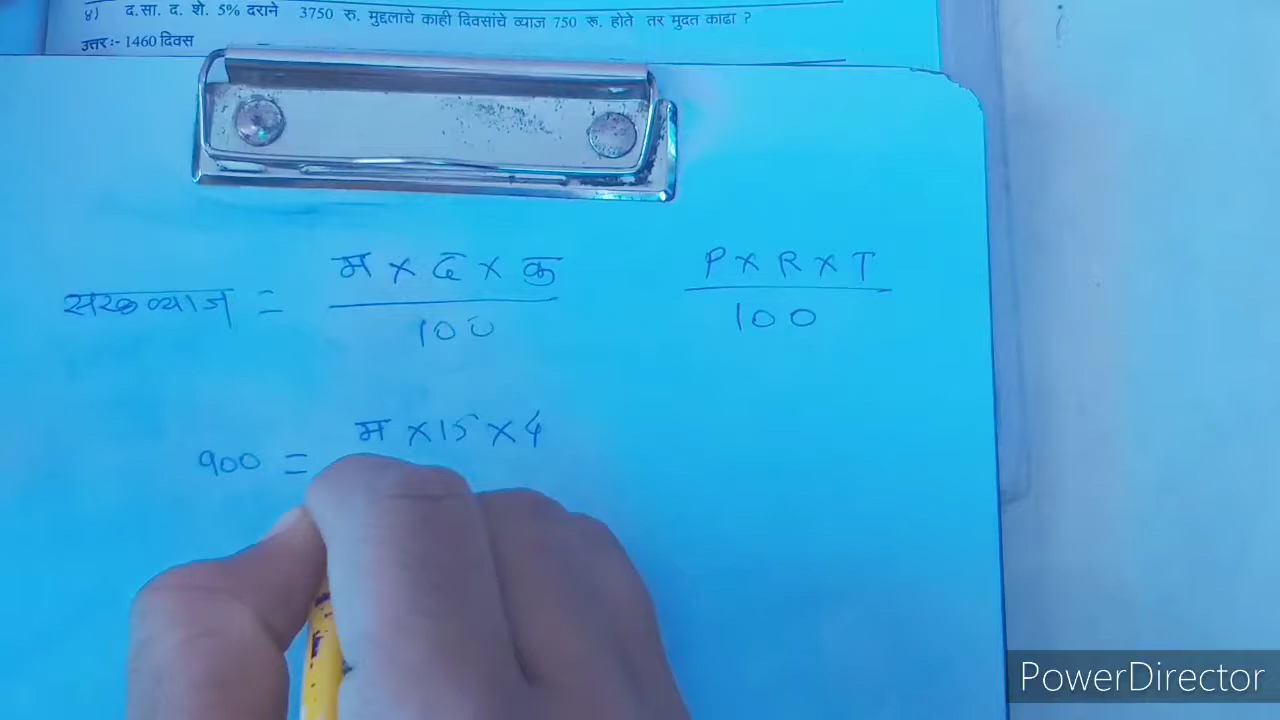 ४) द.सा. द. शे. 5% दराने 3750 रु. मुद्दलाचे काही दिवसांचे व्याज 750 रू. होते तर मुदत काढा ?
उत्तर :- 1460 दिवस
सरळव्याज = म × द × क / 100
P × R × T / 100
900 = म × 15 × 4
PowerDirector